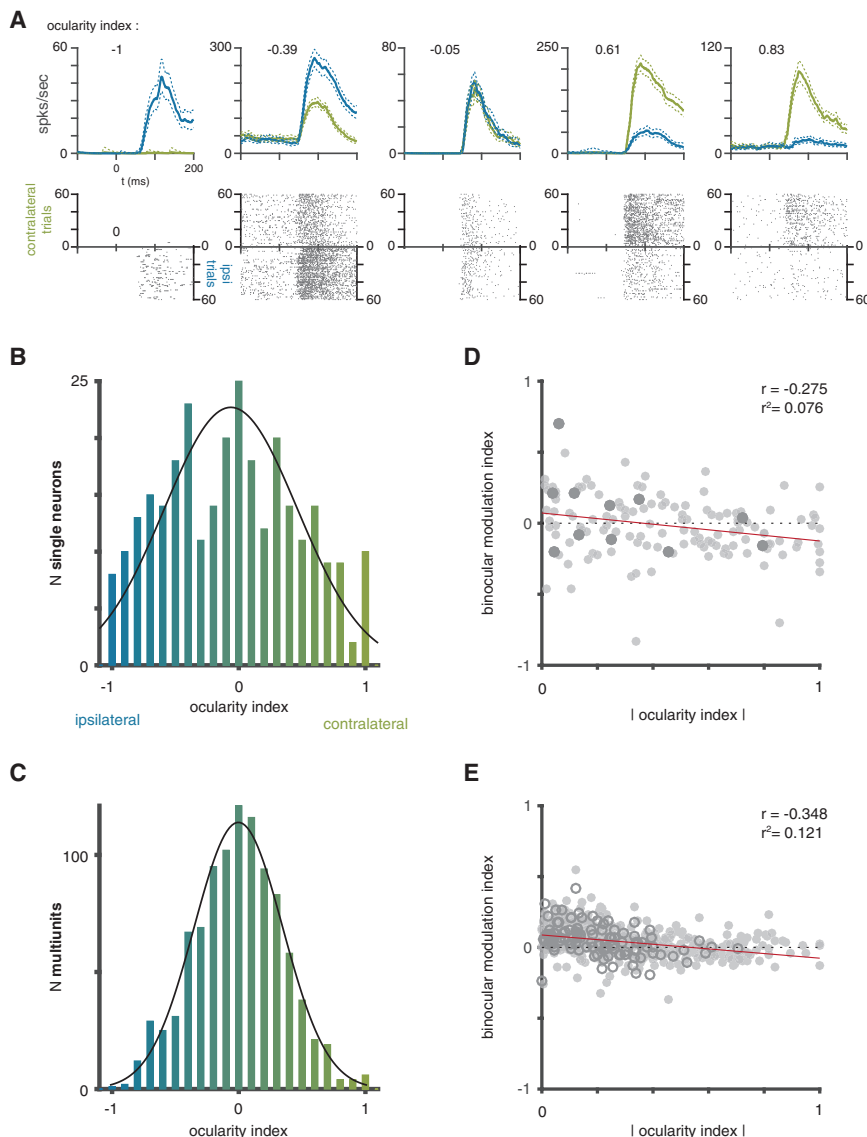 A
ocularity index :
-1
-0.39
-0.05
0.61
0.83
60
300
80
250
120
spks/sec
0
0
0
0
0
0
200
t (ms)
contralateral
trials
60
60
60
60
60
0
0
0
0
0
0
0
0
0
0
0
ipsi
trials
60
60
60
60
60
B
25
N single neurons
0
-1
0
1
ocularity index
ipsilateral
contralateral
D
1
r = -0.275
r²= 0.076
binocular modulation index
0
-1
0
1
| ocularity index |
C
100
N multiunits
0
-1
0
1
ocularity index
E
1
r = -0.348
r²= 0.121
binocular modulation index
0
-1
0
1
| ocularity index |